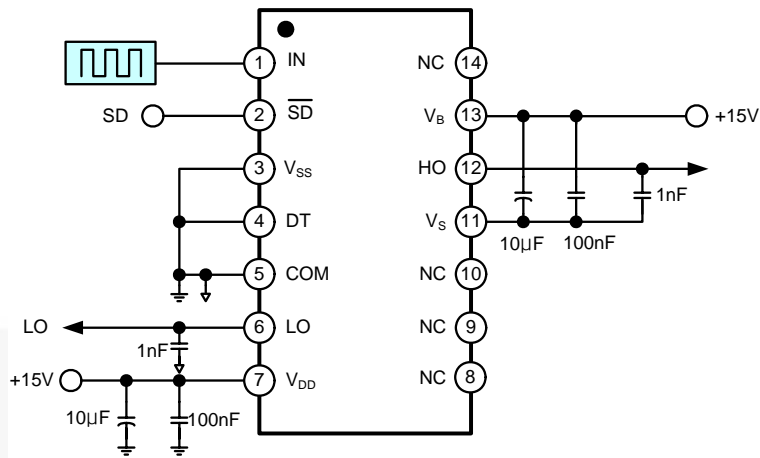 1 IN
SD 2 SD
3 VSS
4 DT
5 COM
LO 6 LO
1nF
+15V 7 VDD
10μF 100nF
NC 14
VB 13 +15V
HO 12
1nF
VS 11
10μF 100nF
NC 10
NC 9
NC 8